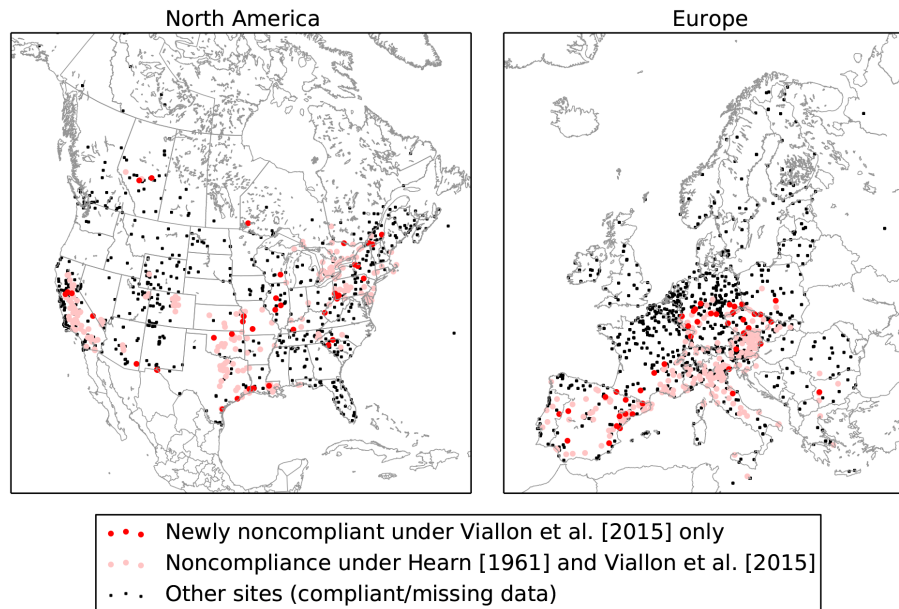 North America
Europe
Newly noncompliant under Viallon et al. [2015] only
Noncompliance under Hearn [1961] and Viallon et al. [2015]
Other sites (compliant/missing data)